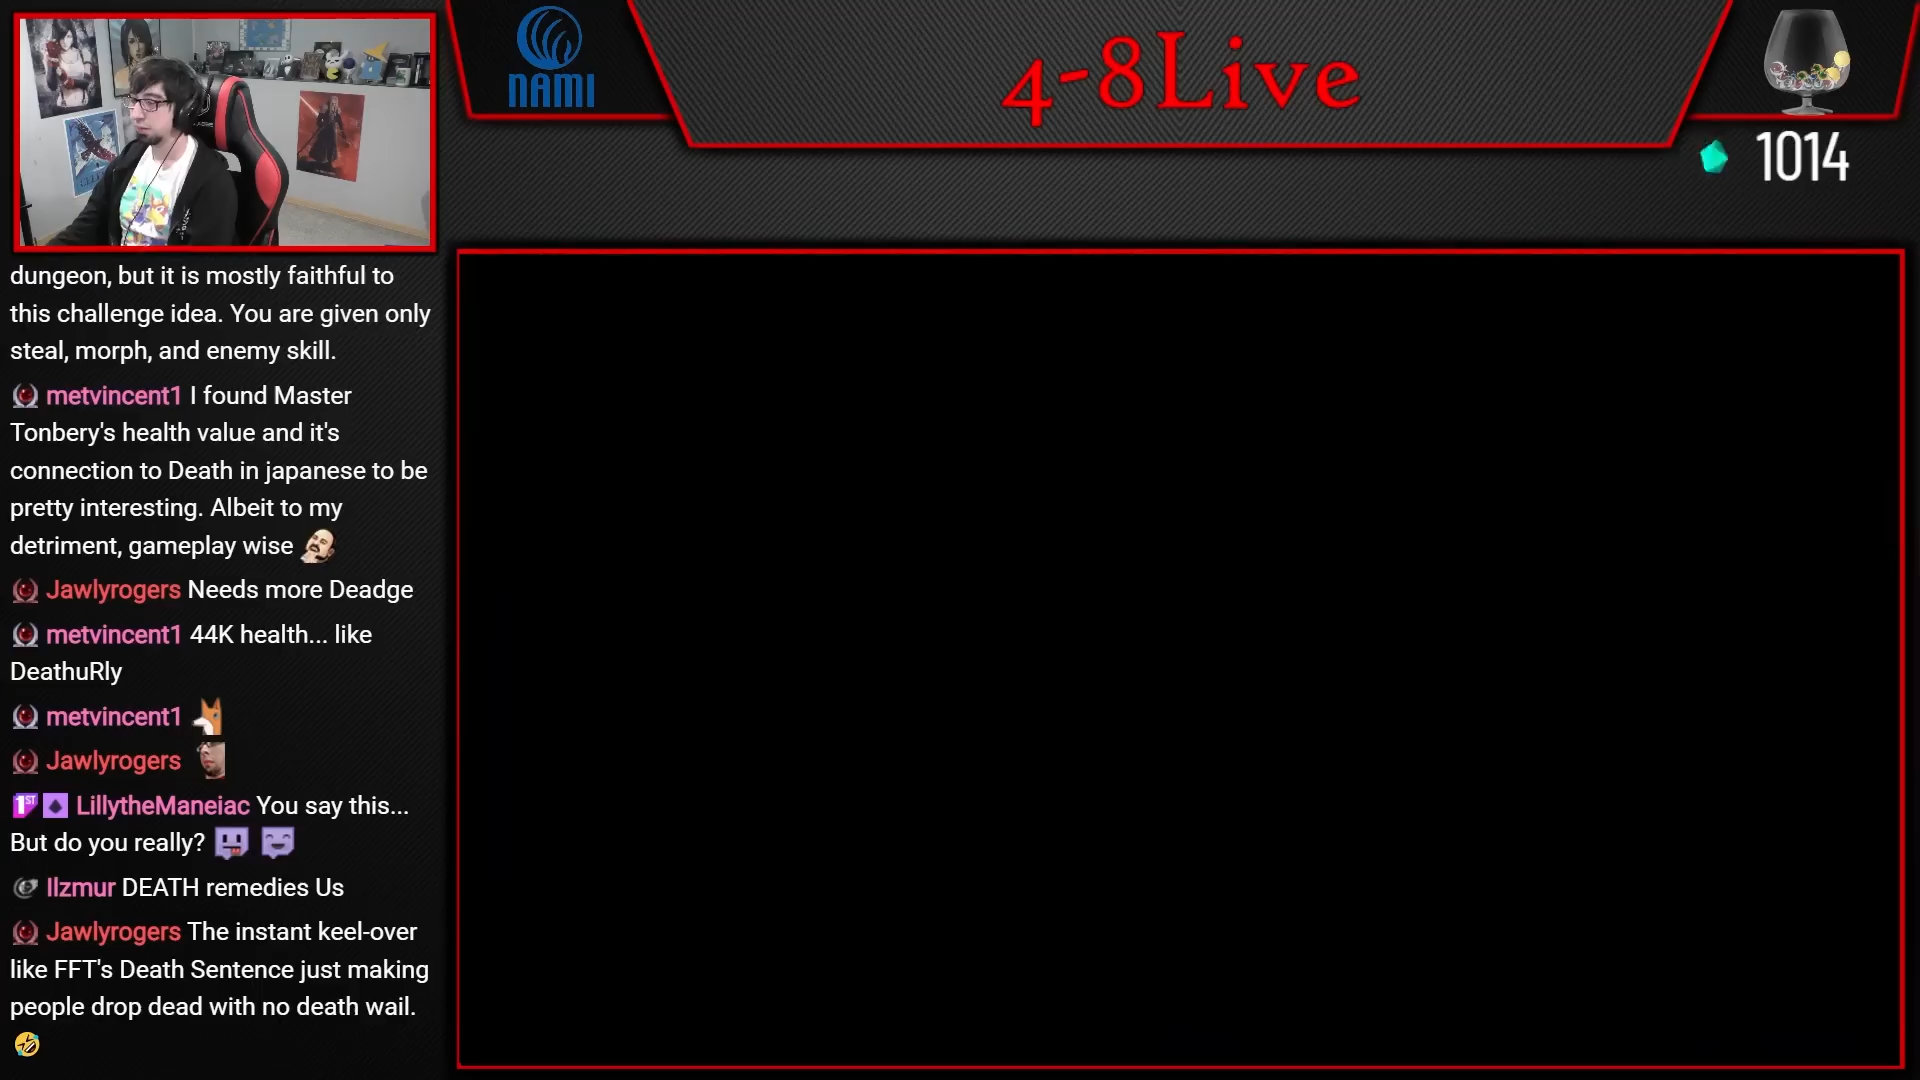 NAMI
4-8Live
1014
dungeon, but it is mostly faithful to
this challenge idea. You are given only
steal, morph, and enemy skill.
metvincent1 I found Master
Tonbery's health value and it's
connection to Death in japanese to be
pretty interesting. Albeit to my
detriment, gameplay wise
Jawlyrogers Needs more Deadge
metvincent1 44K health... like
DeathuRly
metvincent1
Jawlyrogers
1ST LillytheManeiac You say this...
But do you really?
Ilzmur DEATH remedies Us
Jawlyrogers The instant keel-over
like FFT's Death Sentence just making
people drop dead with no death wail.